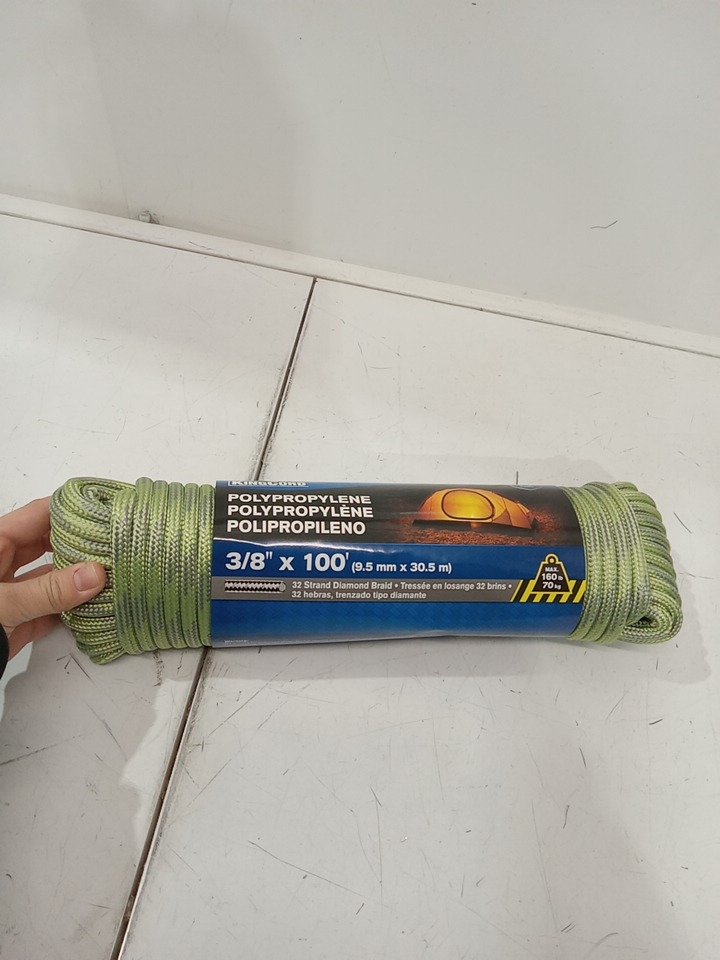 KINGCORD
POLYPROPYLENE
POLYPROPYLÈNE
POLIPROPILENO
3/8" x 100' (9.5 mm x 30.5 m)
32 Strand Diamond Braid • Tressée en losange 32 brins •
32 hebras, trenzado tipo diamante
MAX.
160 lb
70 kg